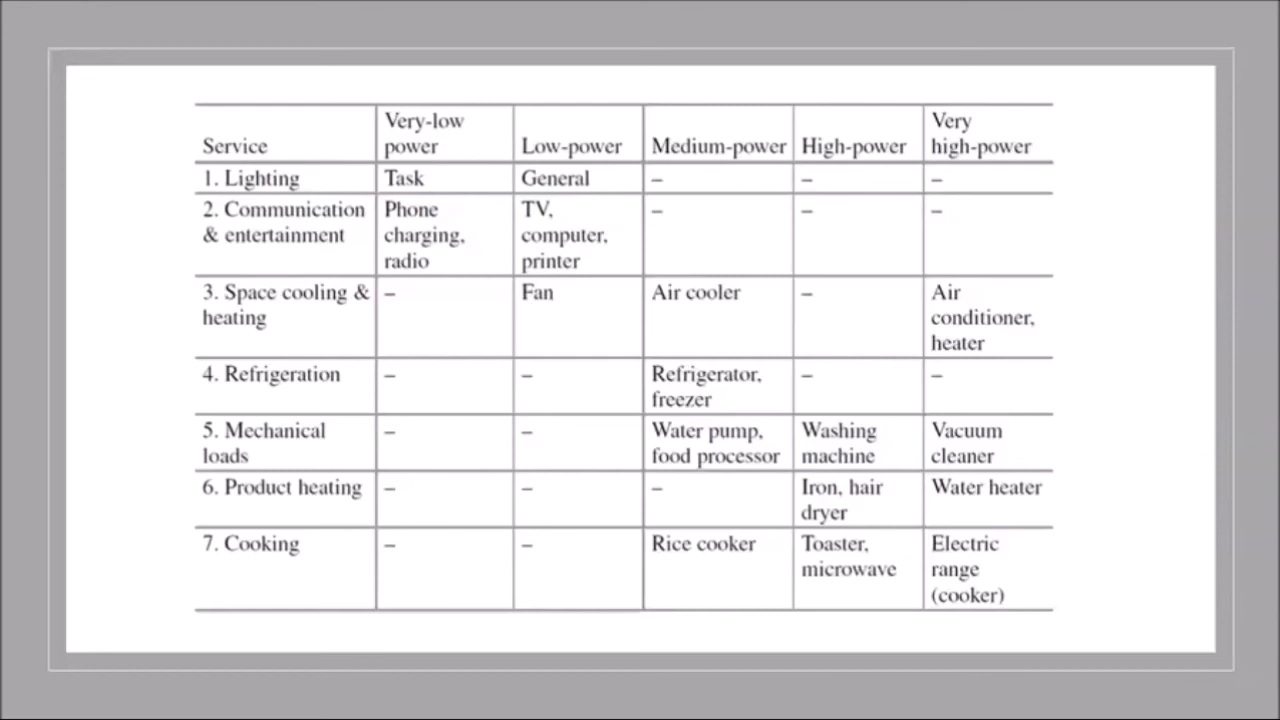 Service | Very-low power | Low-power | Medium-power | High-power | Very high-power
1. Lighting | Task | General | – | – | –
2. Communication & entertainment | Phone charging, radio | TV, computer, printer | – | – | –
3. Space cooling & heating | – | Fan | Air cooler | – | Air conditioner, heater
4. Refrigeration | – | – | Refrigerator, freezer | – | –
5. Mechanical loads | – | – | Water pump, food processor | Washing machine | Vacuum cleaner
6. Product heating | – | – | – | Iron, hair dryer | Water heater
7. Cooking | – | – | Rice cooker | Toaster, microwave | Electric range (cooker)